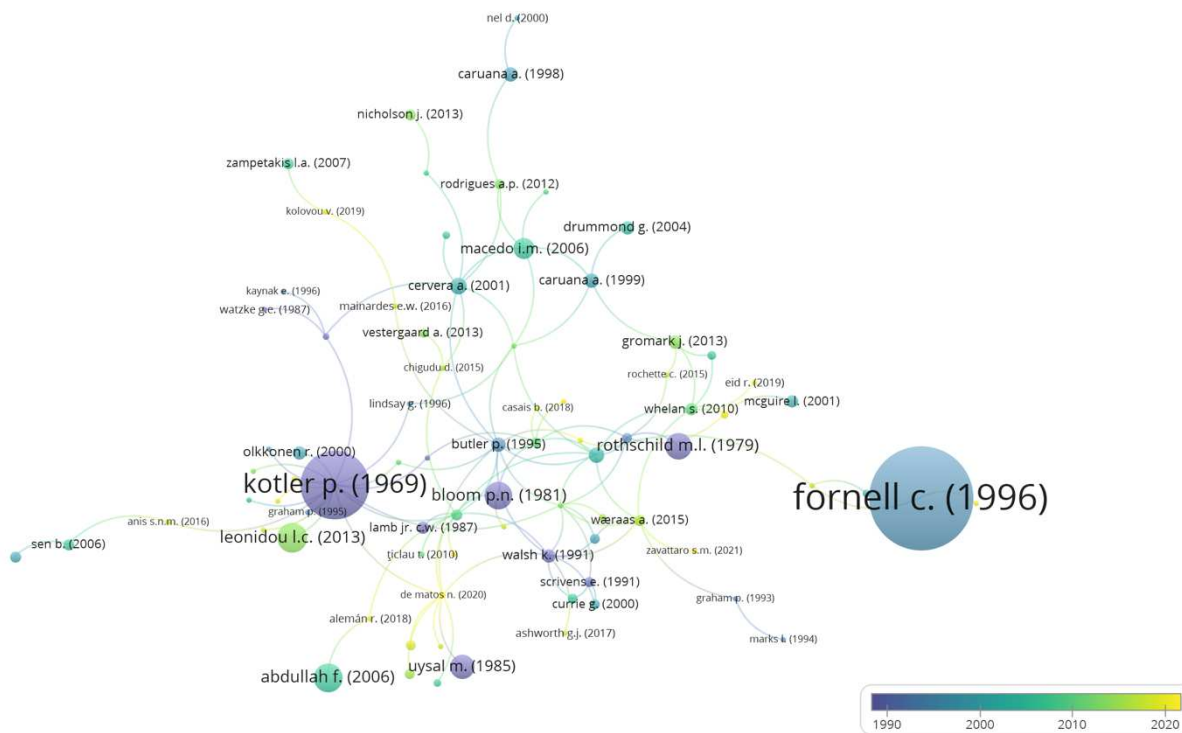 nel d. (2000)
caruana a. (1998)
nicholson j. (2013)
zampetakis l.a. (2007)
rodrigues a.p. (2012)
kolovou v. (2019)
drummond g. (2004)
macedo i.m. (2006)
caruana a. (1999)
cervera a. (2001)
kaynak e. (1996)
mainardes e.w. (2016)
watzke g.e. (1987)
vestergaard a. (2013)
gromark j. (2013)
chigudu d. (2015)
rochette c. (2015)
eid r. (2019)
lindsay g. (1996)
casais b. (2018)
whelan s. (2010)
mcguire l. (2001)
butler p. (1995)
rothschild m.l. (1979)
olkkonen r. (2000)
kotler p. (1969)
bloom p.n. (1981)
fornell c. (1996)
graham p. (1995)
anis s.n.m. (2016)
wæraas a. (2015)
lamb jr. c.w. (1987)
leonidou l.c. (2013)
sen b. (2006)
ţiclau t. (2010)
walsh k. (1991)
zavattaro s.m. (2021)
scrivens e. (1991)
de matos n. (2020)
graham p. (1993)
currie g. (2000)
alemán r. (2018)
ashworth g.j. (2017)
marks l. (1994)
uysal m. (1985)
abdullah f. (2006)
1990 2000 2010 2020